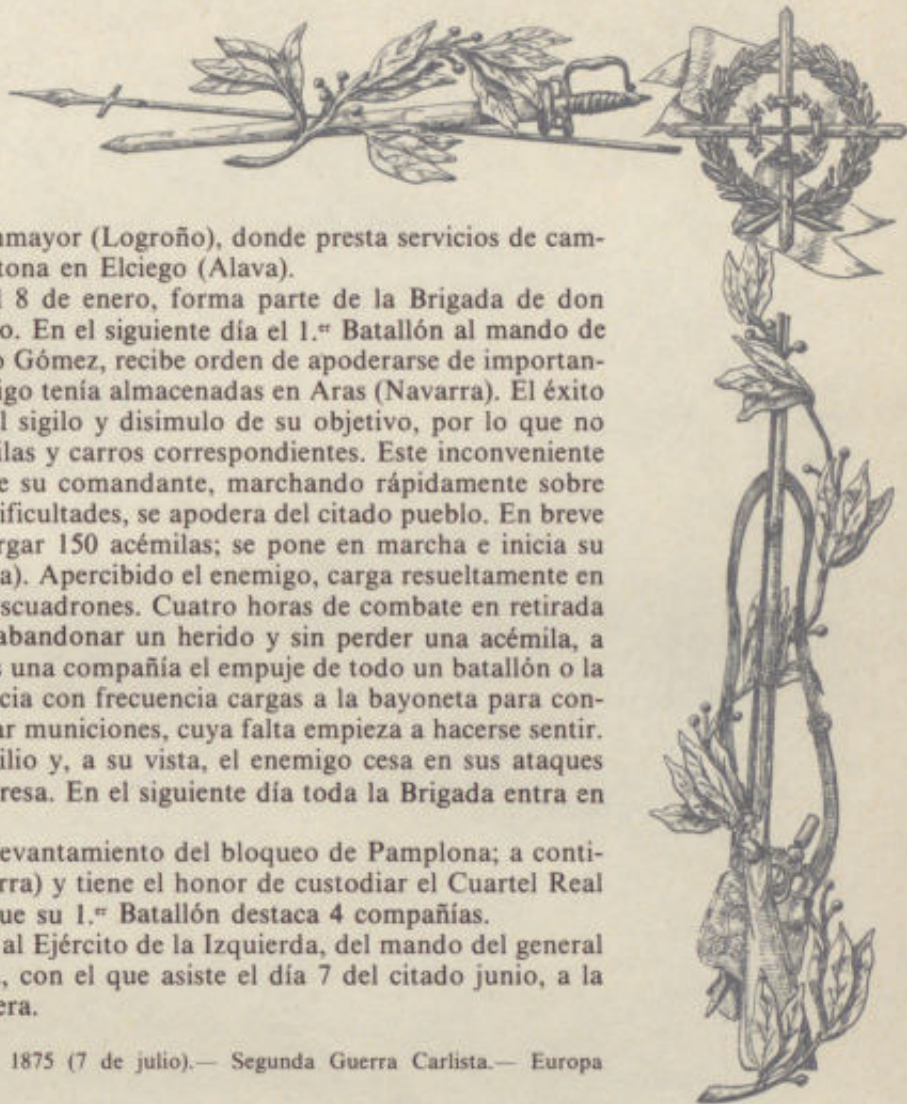 nmayor (Logroño), donde presta servicios de cam-
tona en Elciego (Alava).
l 8 de enero, forma parte de la Brigada de don
o. En el siguiente día el 1.er Batallón al mando de
o Gómez, recibe orden de apoderarse de importan-
igo tenía almacenadas en Aras (Navarra). El éxito
l sigilo y disimulo de su objetivo, por lo que no
ilas y carros correspondientes. Este inconveniente
e su comandante, marchando rápidamente sobre
ificultades, se apodera del citado pueblo. En breve
rgar 150 acémilas; se pone en marcha e inicia su
a). Apercibido el enemigo, carga resueltamente en
scuadrones. Cuatro horas de combate en retirada
abandonar un herido y sin perder una acémila, a
s una compañía el empuje de todo un batallón o la
cia con frecuencia cargas a la bayoneta para con-
ar municiones, cuya falta empieza a hacerse sentir.
ilio y, a su vista, el enemigo cesa en sus ataques
resa. En el siguiente día toda la Brigada entra en
evantamiento del bloqueo de Pamplona; a conti-
rra) y tiene el honor de custodiar el Cuartel Real
que su 1.er Batallón destaca 4 compañías.
al Ejército de la Izquierda, del mando del general
, con el que asiste el día 7 del citado junio, a la
era.
1875 (7 de julio).— Segunda Guerra Carlista.— Europa